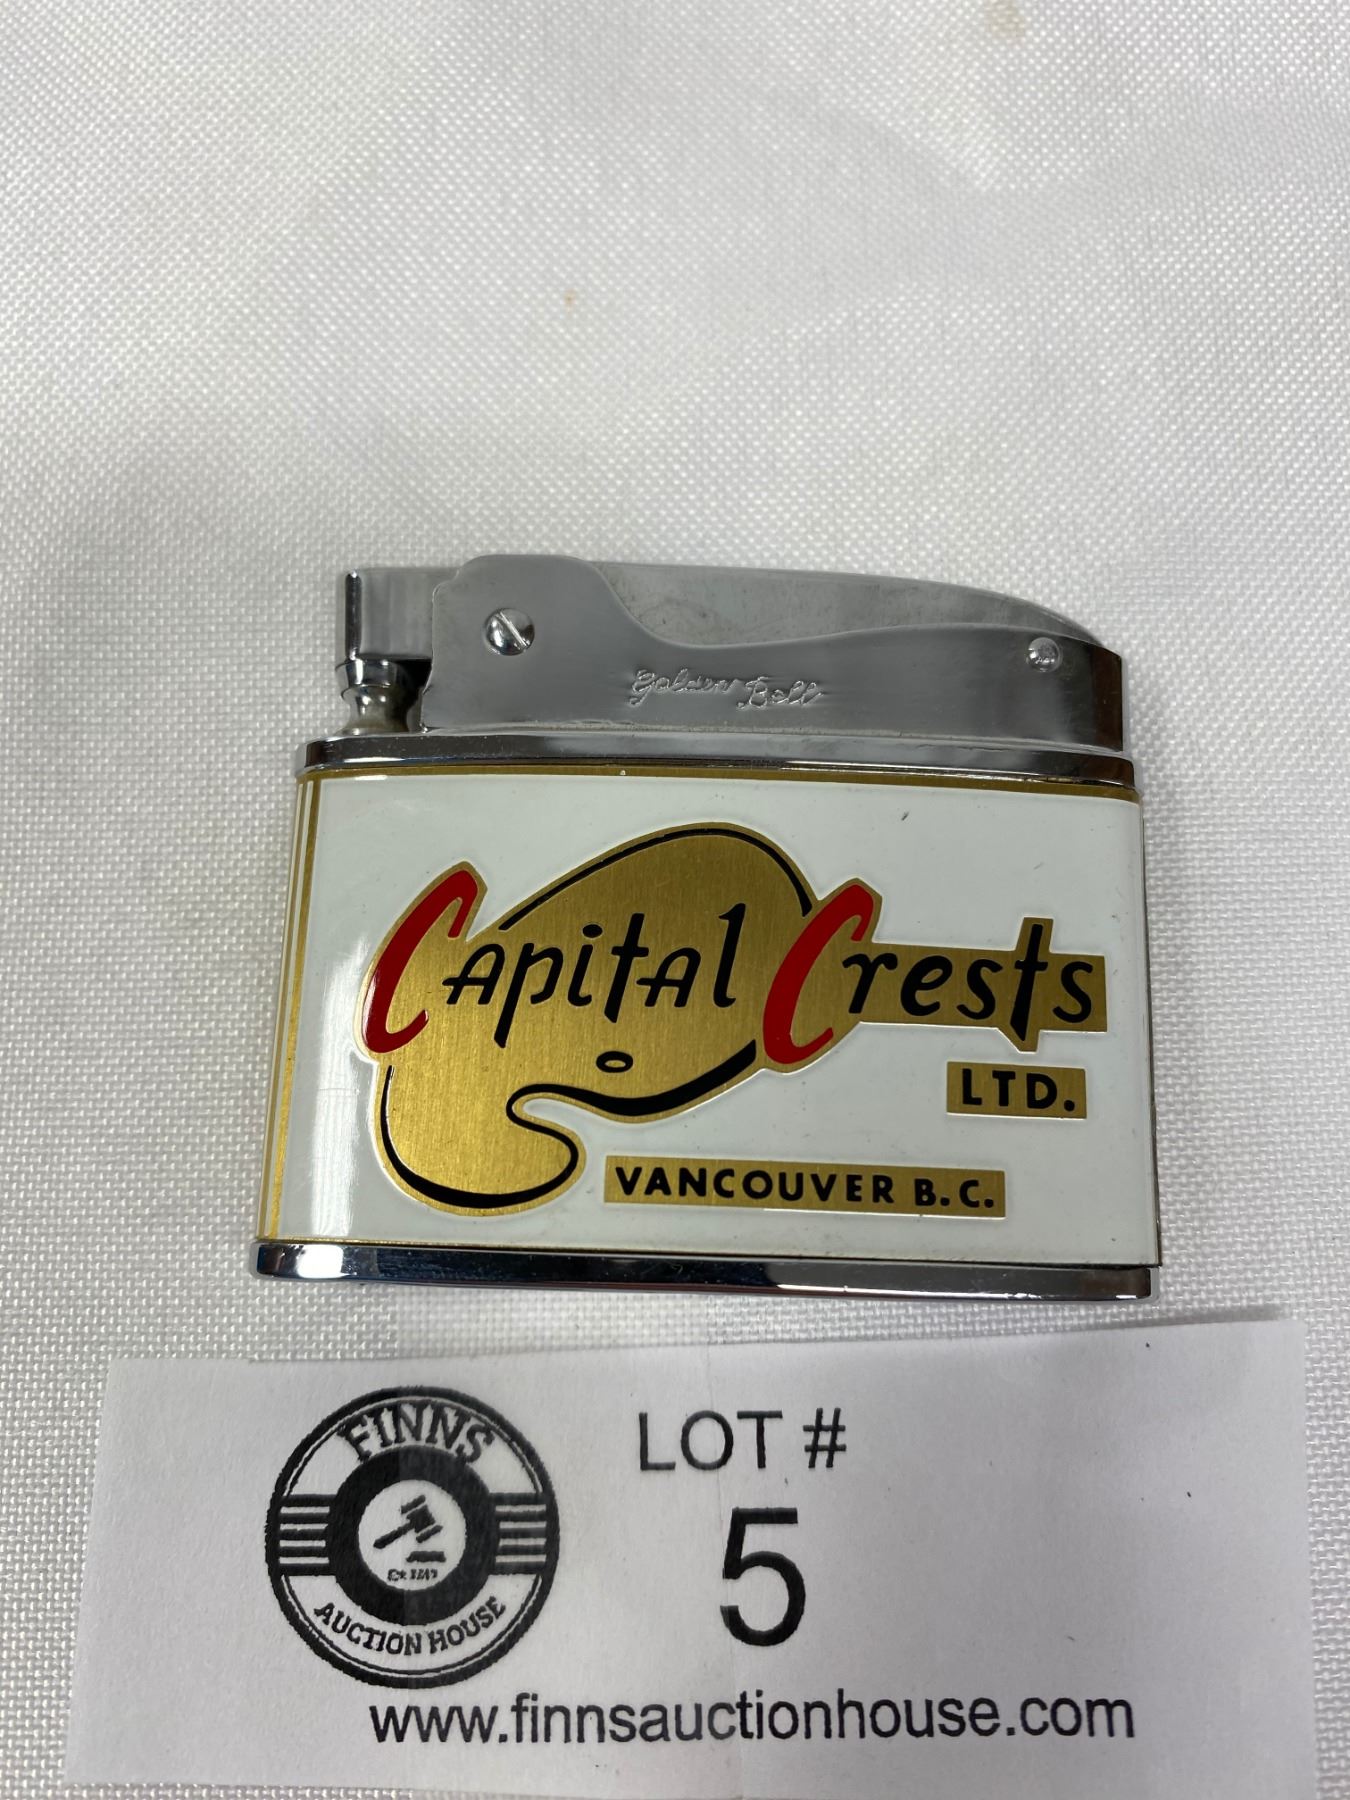 Golden Bell
Capital Crests
LTD.
VANCOUVER B.C.
FINNS
AUCTION HOUSE
LOT #
5
www.finnsauctionhouse.com